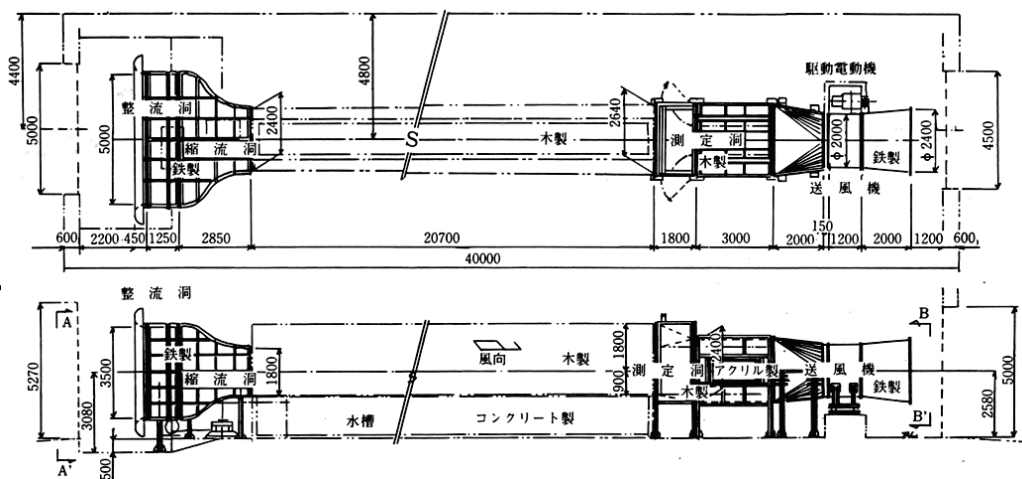 4400
5000
5000
整流洞
縮流洞
鉄製
2400
4800
S
木製
2640
測定洞
木製
駆動電動機
φ2000
φ2400
鉄製
送風機
4500
600
2200
450
1250
2850
20700
1800
3000
2000
150
1200
2000
1200
600
40000
整流洞
A
A'
5270
3080
500
3500
鉄製
縮流洞
1800
風向
木製
水槽
コンクリート製
1800
900
2400
測定洞
アクリル製
木製
送風機
鉄製
B
B'
2580
5000